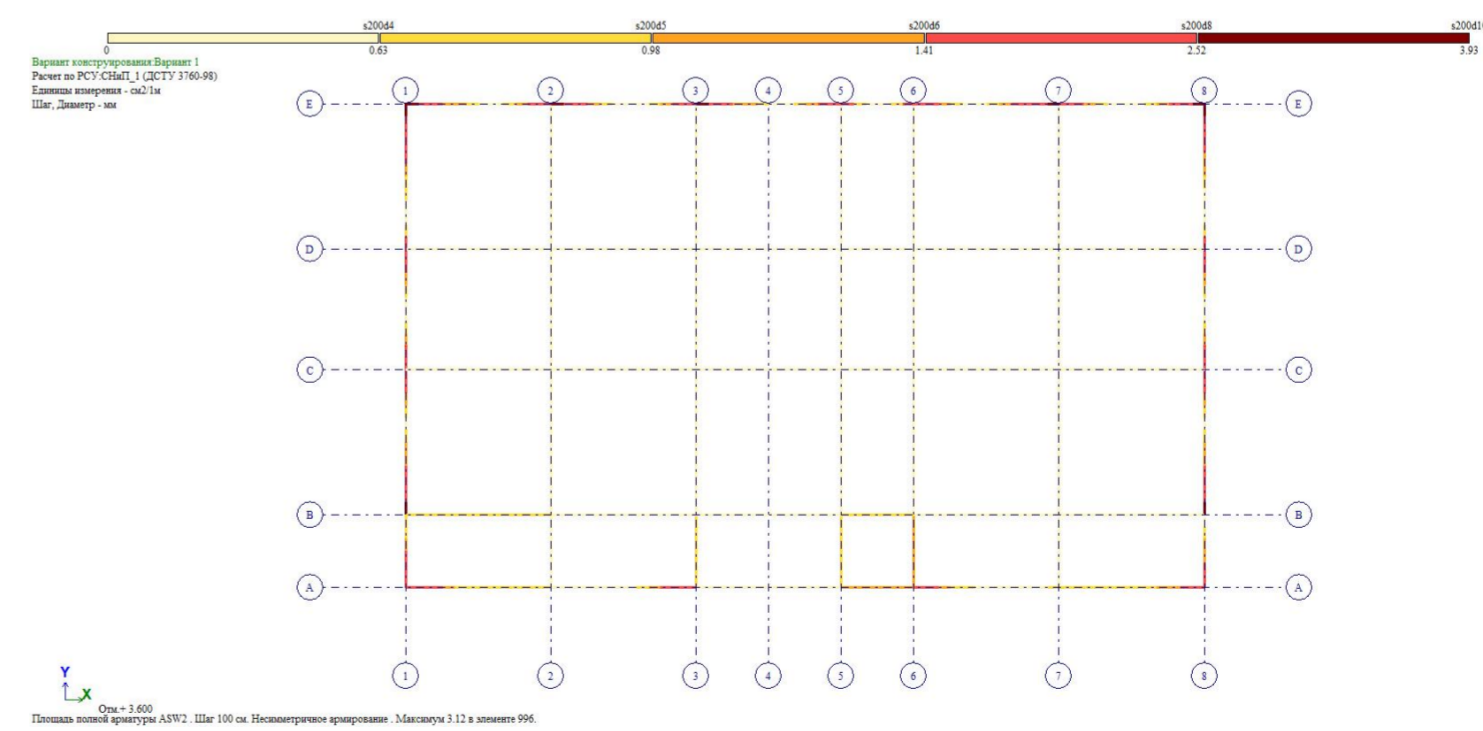 s200d4 s200d5 s200d6 s200d8
0 0.63 0.98 1.41 2.52 3.93
Вариант конструирования:Вариант 1
Расчет по РСУ:СНиП_1 (ДСТУ 3760-98)
Единицы измерения - см2/1м
Шаг, Диаметр - мм
1 2 3 4 5 6 7 8
E E
D D
C C
B B
A A
1 2 3 4 5 6 7 8
Y
X
Отм.+ 3.600
Площадь полной арматуры ASW2 . Шаг 100 см. Несимметричное армирование . Максимум 3.12 в элементе 996.